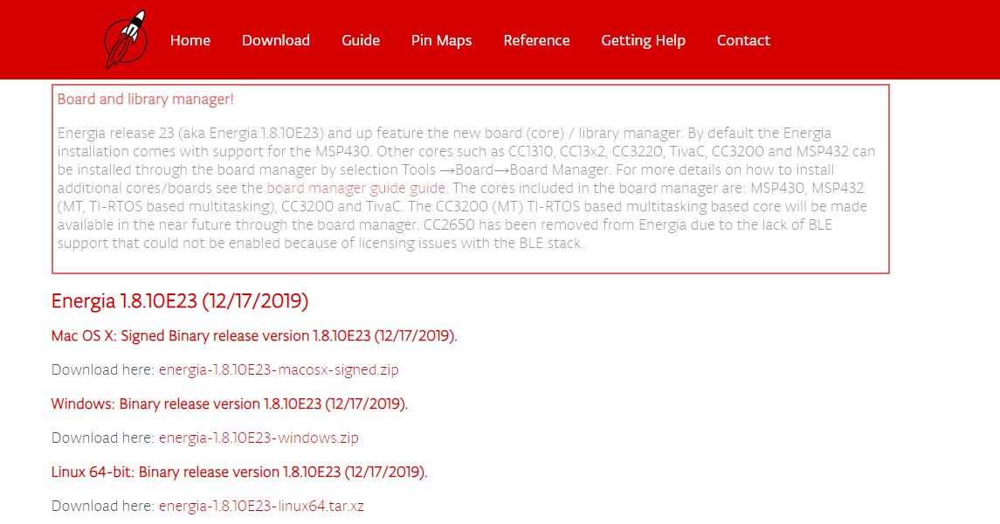 Home Download Guide Pin Maps Reference Getting Help Contact
Board and library manager!
Energia release 23 (aka Energia 1.8.10E23) and up feature the new board (core) / library manager. By default the Energia
installation comes with support for the MSP430. Other cores such as CC1310, CC13x2, CC3220, TivaC, CC3200 and MSP432 can
be installed through the board manager by selection Tools →Board→Board Manager. For more details on how to install
additional cores/boards see the board manager guide guide. The cores included in the board manager are: MSP430, MSP432
(MT, TI-RTOS based multitasking), CC3200 and TivaC. The CC3200 (MT) TI-RTOS based multitasking based core will be made
available in the near future through the board manager. CC2650 has been removed from Energia due to the lack of BLE
support that could not be enabled because of licensing issues with the BLE stack.
Energia 1.8.10E23 (12/17/2019)
Mac OS X: Signed Binary release version 1.8.10E23 (12/17/2019).
Download here: energia-1.8.10E23-macosx-signed.zip
Windows: Binary release version 1.8.10E23 (12/17/2019).
Download here: energia-1.8.10E23-windows.zip
Linux 64-bit: Binary release version 1.8.10E23 (12/17/2019).
Download here: energia-1.8.10E23-linux64.tar.xz